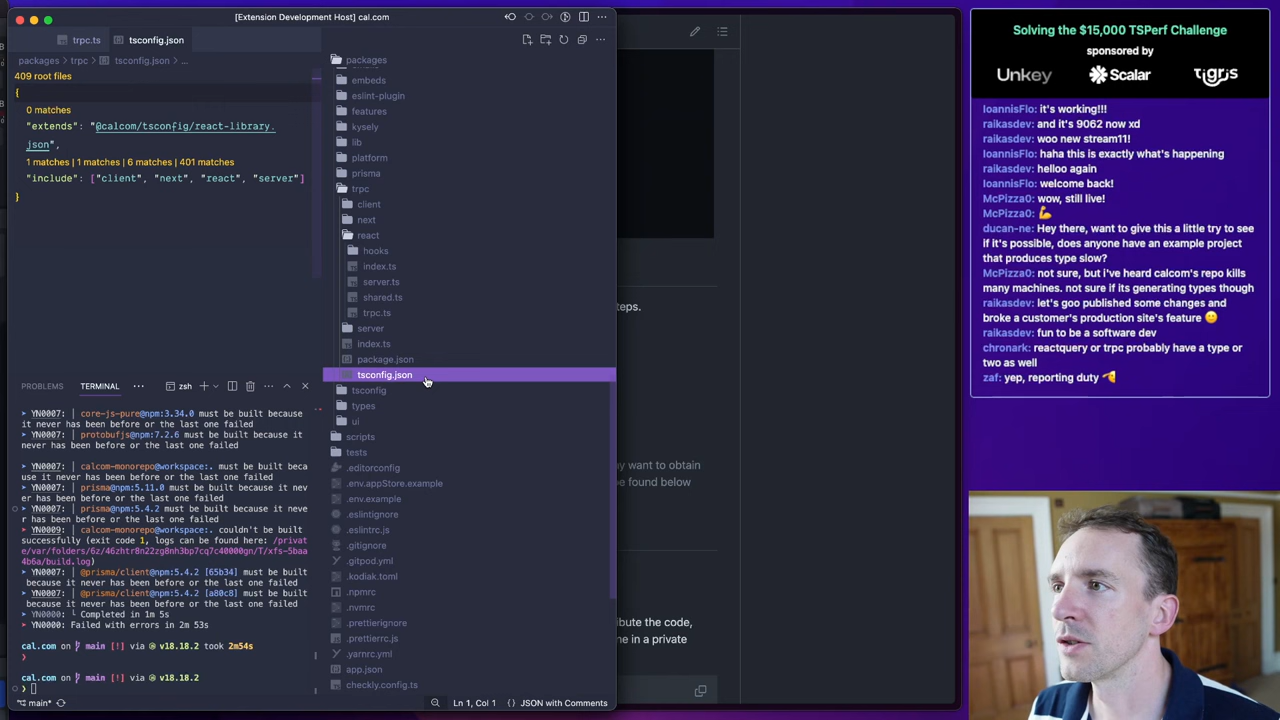 [Extension Development Host] cal.com
trpc.ts
tsconfig.json
packages › trpc › tsconfig.json › ...
409 root files
{
0 matches
"extends": "@calcom/tsconfig/react-library.
json",
1 matches | 1 matches | 6 matches | 401 matches
"include": ["client", "next", "react", "server"]
}
PROBLEMS
TERMINAL
zsh
➤ YN0007: │ core-js-pure@npm:3.34.0 must be built because
it never has been before or the last one failed
➤ YN0007: │ protobufjs@npm:7.2.6 must be built because it
never has been before or the last one failed
➤ YN0007: │ calcom-monorepo@workspace:. must be built beca
use it never has been before or the last one failed
➤ YN0007: │ prisma@npm:5.11.0 must be built because it nev
er has been before or the last one failed
➤ YN0007: │ prisma@npm:5.4.2 must be built because it neve
r has been before or the last one failed
➤ YN0009: │ calcom-monorepo@workspace:. couldn't be built
successfully (exit code 1, logs can be found here: /privat
e/var/folders/6z/46zhtr8n22zg8nh3bp7cq7c40000gn/T/xfs-5baa
4b6a/build.log)
➤ YN0007: │ @prisma/client@npm:5.4.2 [65b34] must be built
because it never has been before or the last one failed
➤ YN0007: │ @prisma/client@npm:5.4.2 [a80c8] must be built
because it never has been before or the last one failed
➤ YN0000: └ Completed in 1m 5s
➤ YN0000: Failed with errors in 2m 53s
cal.com on main [!] via v18.18.2 took 2m54s
❯
cal.com on main [!] via v18.18.2
❯
main*
Ln 1, Col 1
{} JSON with Comments
packages
embeds
eslint-plugin
features
kysely
lib
platform
prisma
trpc
client
next
react
hooks
index.ts
server.ts
shared.ts
trpc.ts
server
index.ts
package.json
tsconfig.json
tsconfig
types
ui
scripts
tests
.editorconfig
.env.appStore.example
.env.example
.eslintignore
.eslintrc.js
.gitignore
.gitpod.yml
.kodiak.toml
.npmrc
.nvmrc
.prettierignore
.prettierrc.js
.yarnrc.yml
app.json
checkly.config.ts
teps.
y want to obtain
be found below
ibute the code,
ne in a private
Solving the $15,000 TSPerf Challenge
sponsored by
Unkey
Scalar
tigris
IoannisFlo: it's working!!!
raikasdev: and it's 9062 now xd
raikasdev: woo new stream11!
IoannisFlo: haha this is exactly what's happening
raikasdev: helloo again
IoannisFlo: welcome back!
McPizza0: wow, still live!
McPizza0: 💪
ducan-ne: Hey there, want to give this a little try to see
if it's possible, does anyone have an example project
that produces type slow?
McPizza0: not sure, but i've heard calcom's repo kills
many machines. not sure if its generating types though
raikasdev: let's goo published some changes and
broke a customer's production site's feature 🙂
raikasdev: fun to be a software dev
chronark: reactquery or trpc probably have a type or
two as well
zaf: yep, reporting duty 🫡